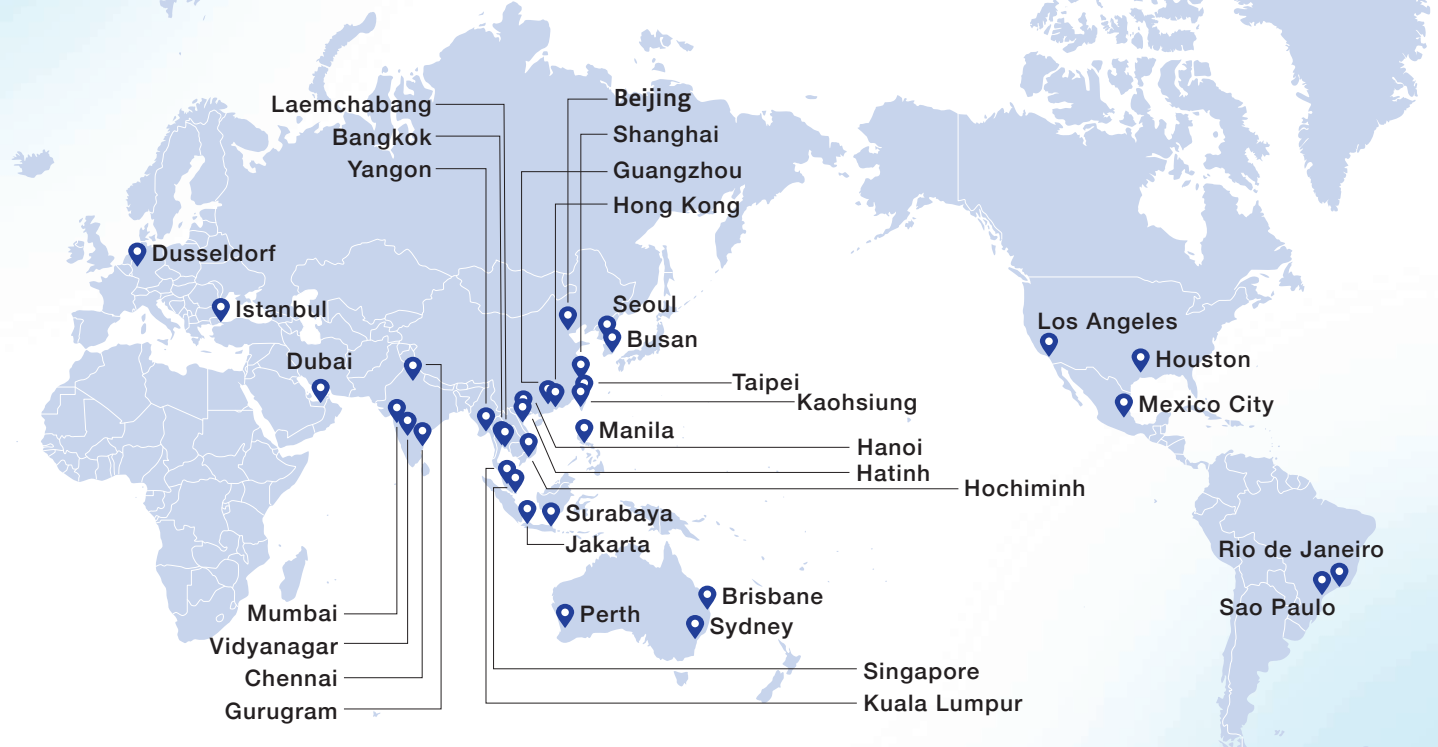 Laemchabang
Bangkok
Yangon
Beijing
Shanghai
Guangzhou
Hong Kong
Dusseldorf
Istanbul
Dubai
Seoul
Busan
Taipei
Kaohsiung
Manila
Hanoi
Hatinh
Hochiminh
Surabaya
Jakarta
Los Angeles
Houston
Mexico City
Rio de Janeiro
Sao Paulo
Brisbane
Perth
Sydney
Mumbai
Vidyanagar
Chennai
Gurugram
Singapore
Kuala Lumpur